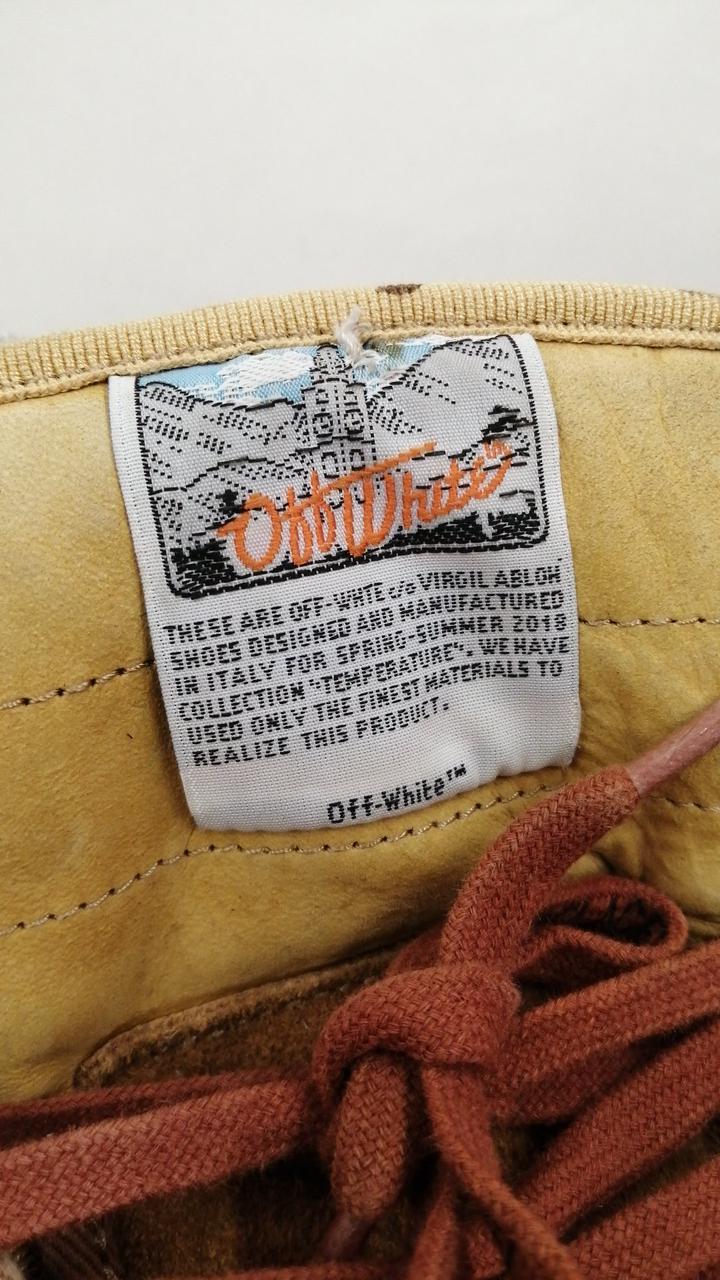 Off White™
THESE ARE OFF-WHTE c/o VIRGIL ABLOH
SHOES DESIGNED AND MANUFACTURED
IN ITALY FOR SPRING-SUMMER 2018
COLLECTION "TEMPERATURE". WE HAVE
USED ONLY THE FINEST MATERIALS TO
REALIZE THIS PRODUCT.
Off-White™